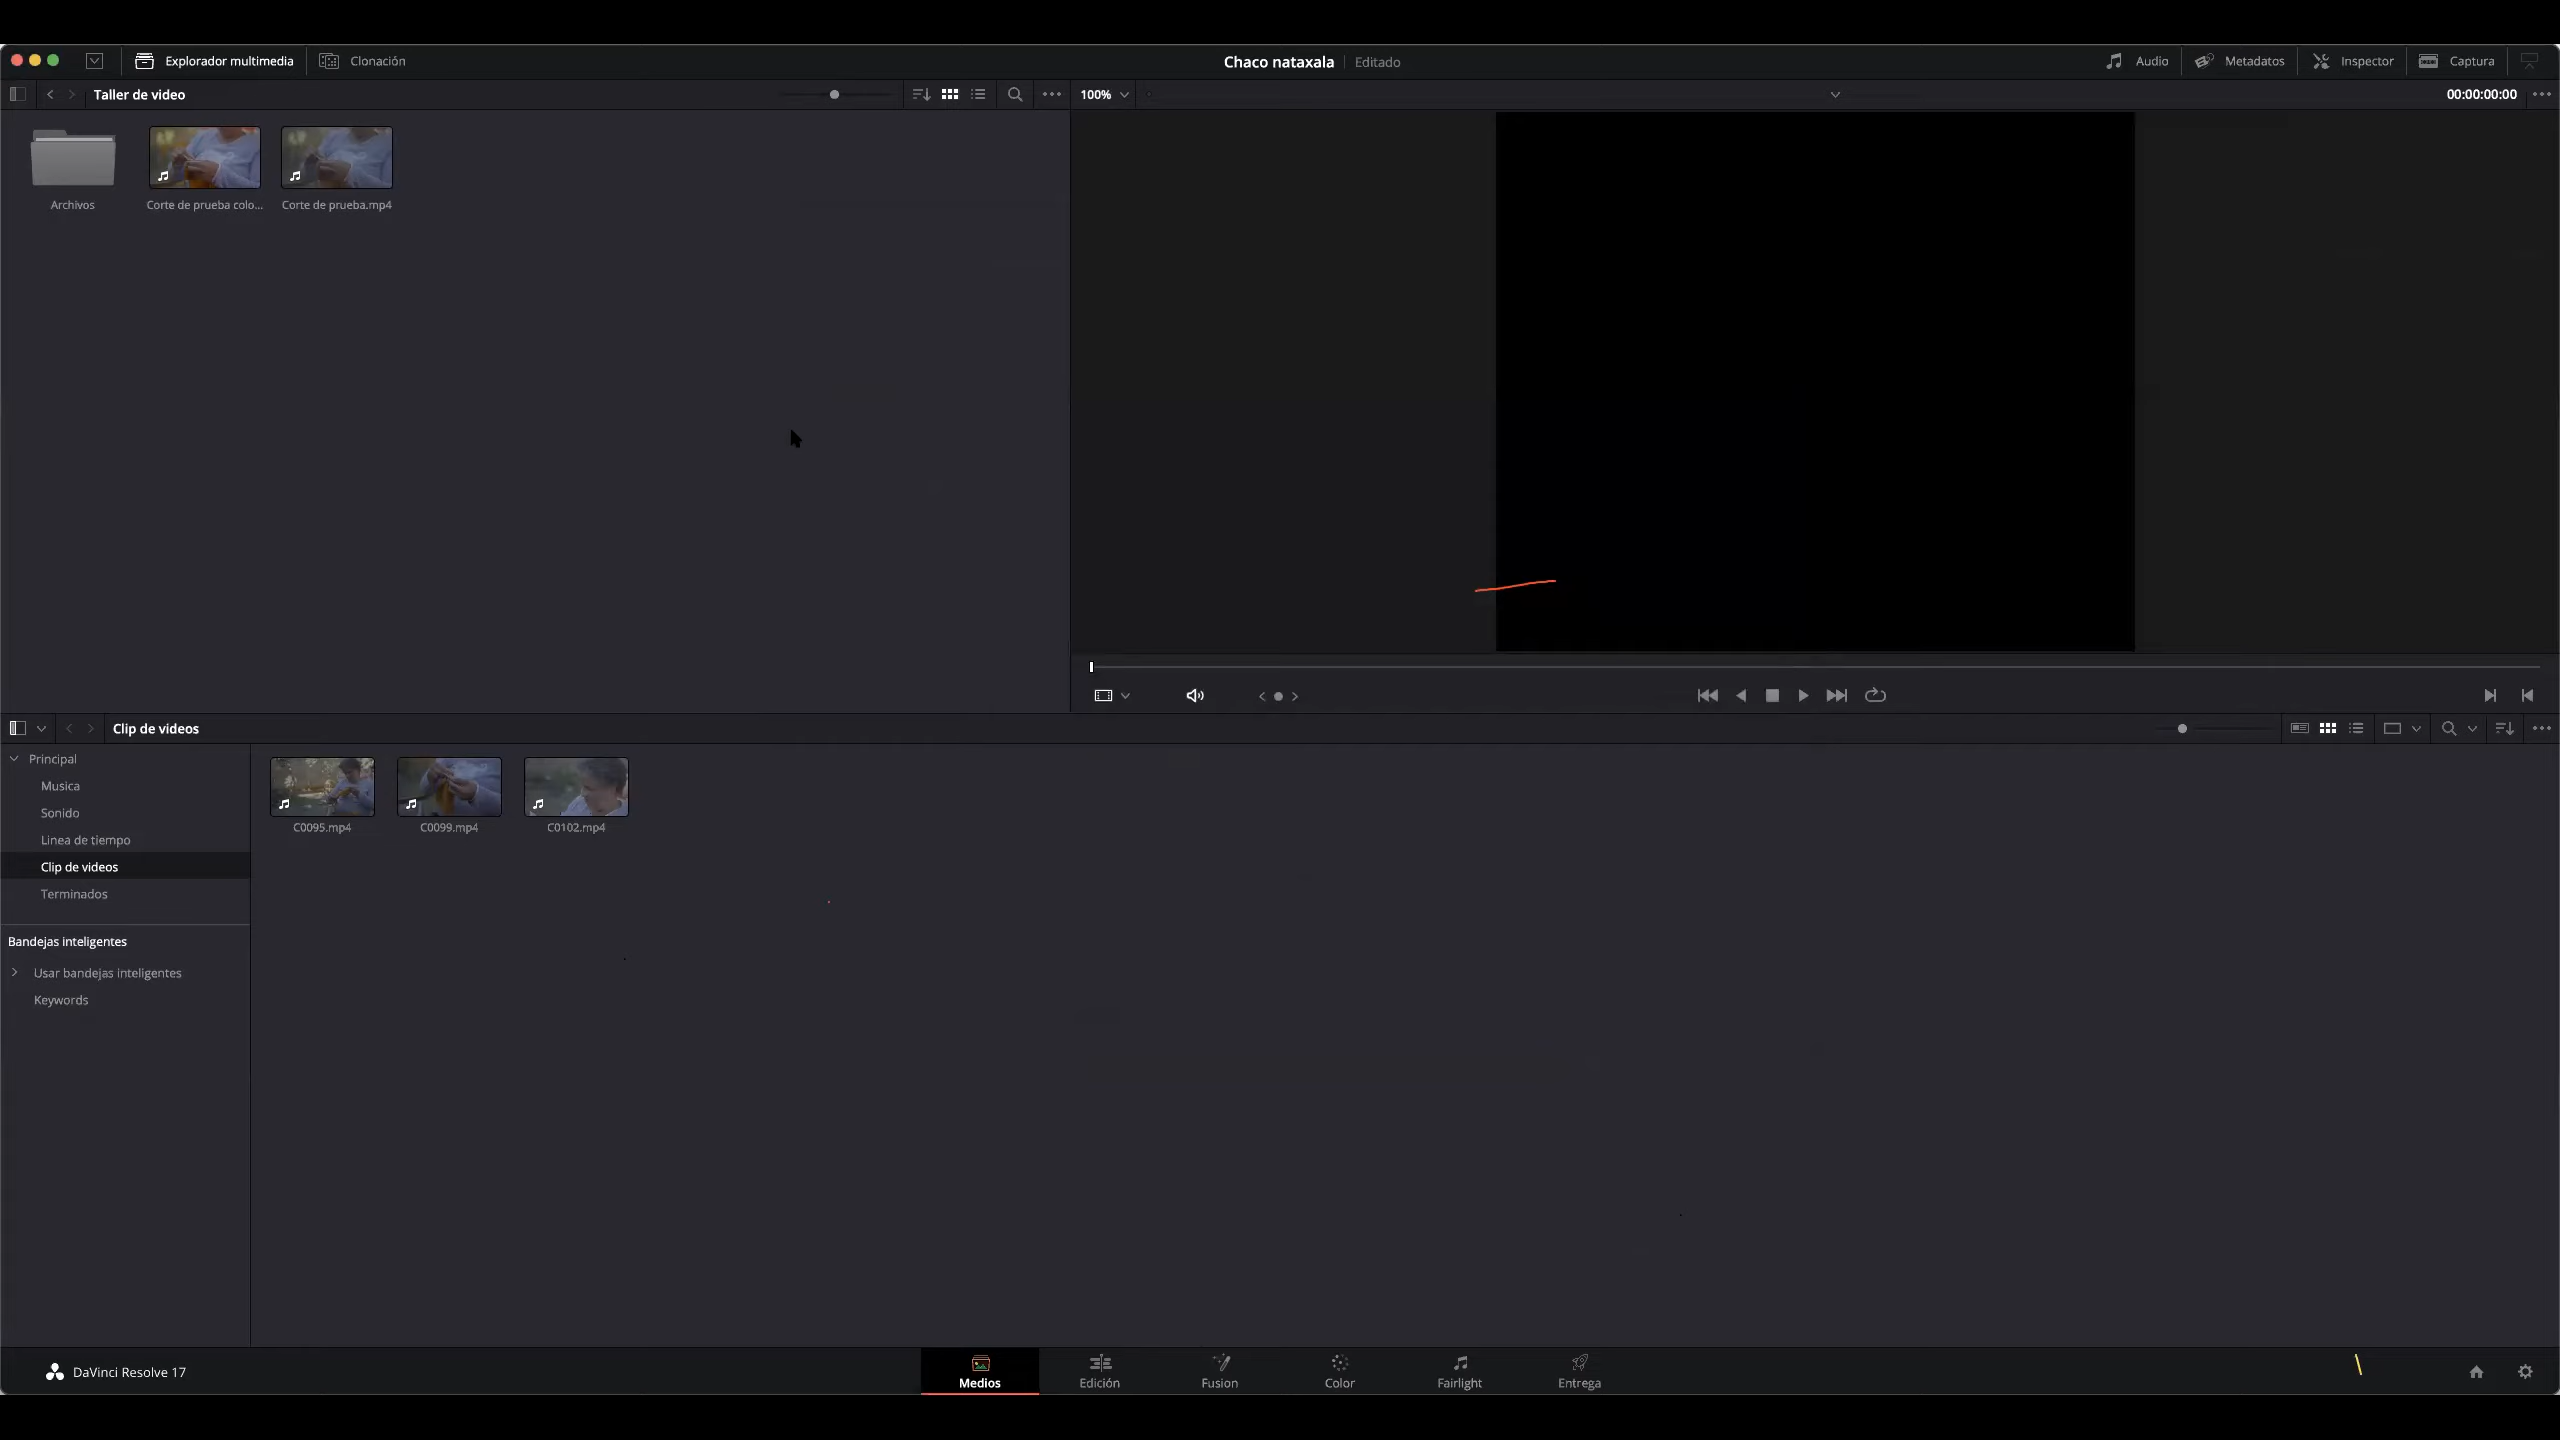 Explorador multimedia
Clonación
Chaco nataxala
Editado
Audio
Metadatos
Inspector
Captura
Taller de video
100%
00:00:00:00
Archivos
Corte de prueba colo...
Corte de prueba.mp4
Clip de videos
Principal
Musica
Sonido
Linea de tiempo
Clip de videos
Terminados
C0095.mp4
C0099.mp4
C0102.mp4
Bandejas inteligentes
Usar bandejas inteligentes
Keywords
DaVinci Resolve 17
Medios
Edición
Fusion
Color
Fairlight
Entrega